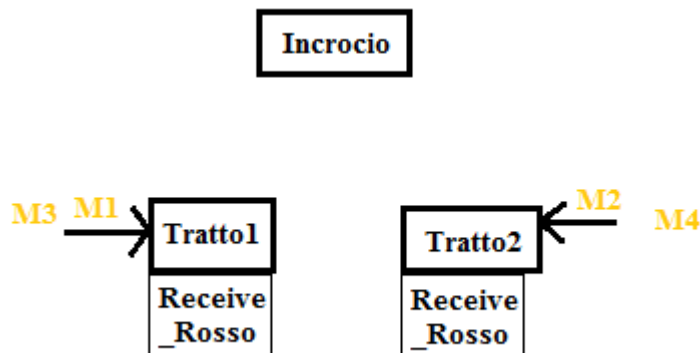 Incrocio
M3 M1
Tratto1
Receive
_Rosso
M2
M4
Tratto2
Receive
_Rosso